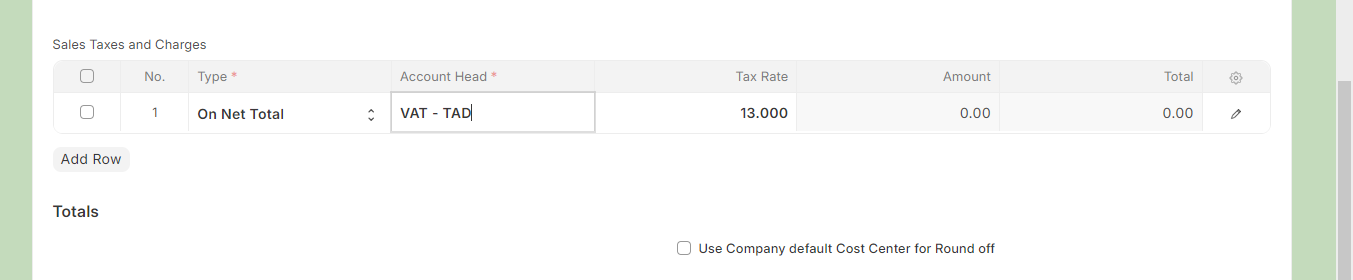 Sales Taxes and Charges
No. Type * Account Head * Tax Rate Amount Total
1 On Net Total VAT - TAD 13.000 0.00 0.00
Add Row
Totals
Use Company default Cost Center for Round off